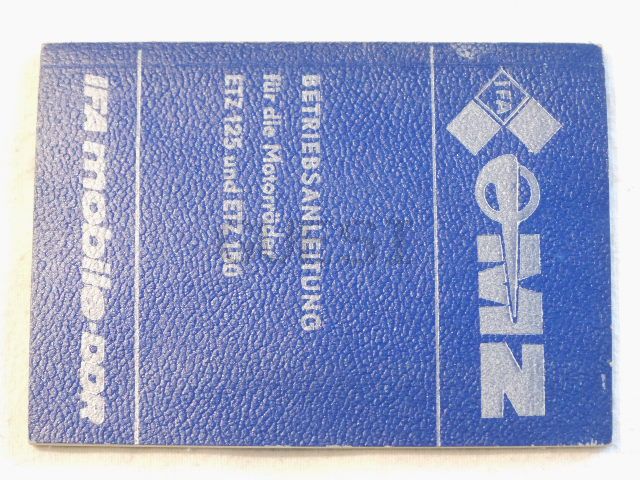 IFA
MZ
BETRIEBSANLEITUNG
für die Motorräder
ETZ 125 und ETZ 150
IFA mobile-DDR